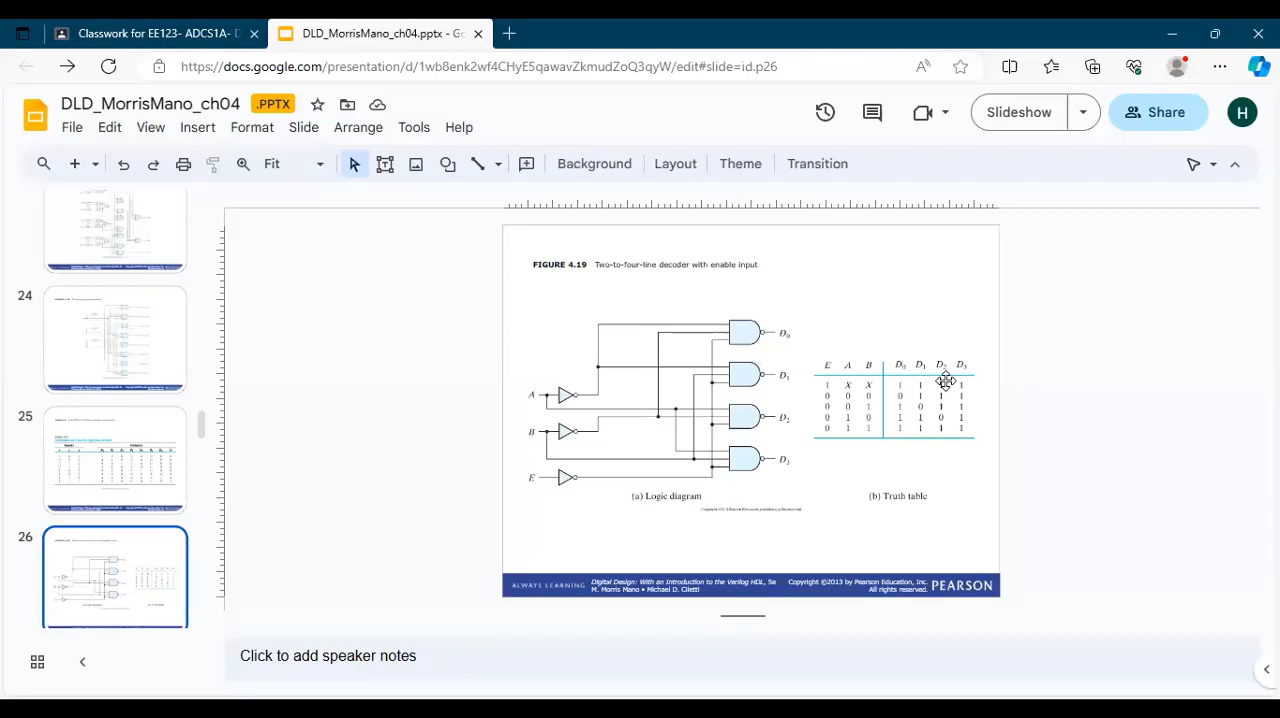 Classwork for EE123- ADCS1A- D
DLD_MorrisMano_ch04.pptx - Go
https://docs.google.com/presentation/d/1wb8enk2wf4CHyE5qawavZkmudZoQ3qyW/edit#slide=id.p26
DLD_MorrisMano_ch04 .PPTX
File Edit View Insert Format Slide Arrange Tools Help
Slideshow
Share
H
Fit
Background Layout Theme Transition
24
25
26
FIGURE 4.19 Two-to-four-line decoder with enable input
A
B
E
D0
D1
D2
D3
(a) Logic diagram
E A B D0 D1 D2 D3
1 X X 1 1 1
0 0 0 0 1 1 1
0 0 1 1 0 1 1
0 1 0 1 1 0 1
0 1 1 1 1 1 1
(b) Truth table
ALWAYS LEARNING
Digital Design: With an Introduction to the Verilog HDL, 5e
M. Morris Mano • Michael D. Ciletti
Copyright ©2013 by Pearson Education, Inc.
All rights reserved.
PEARSON
Click to add speaker notes